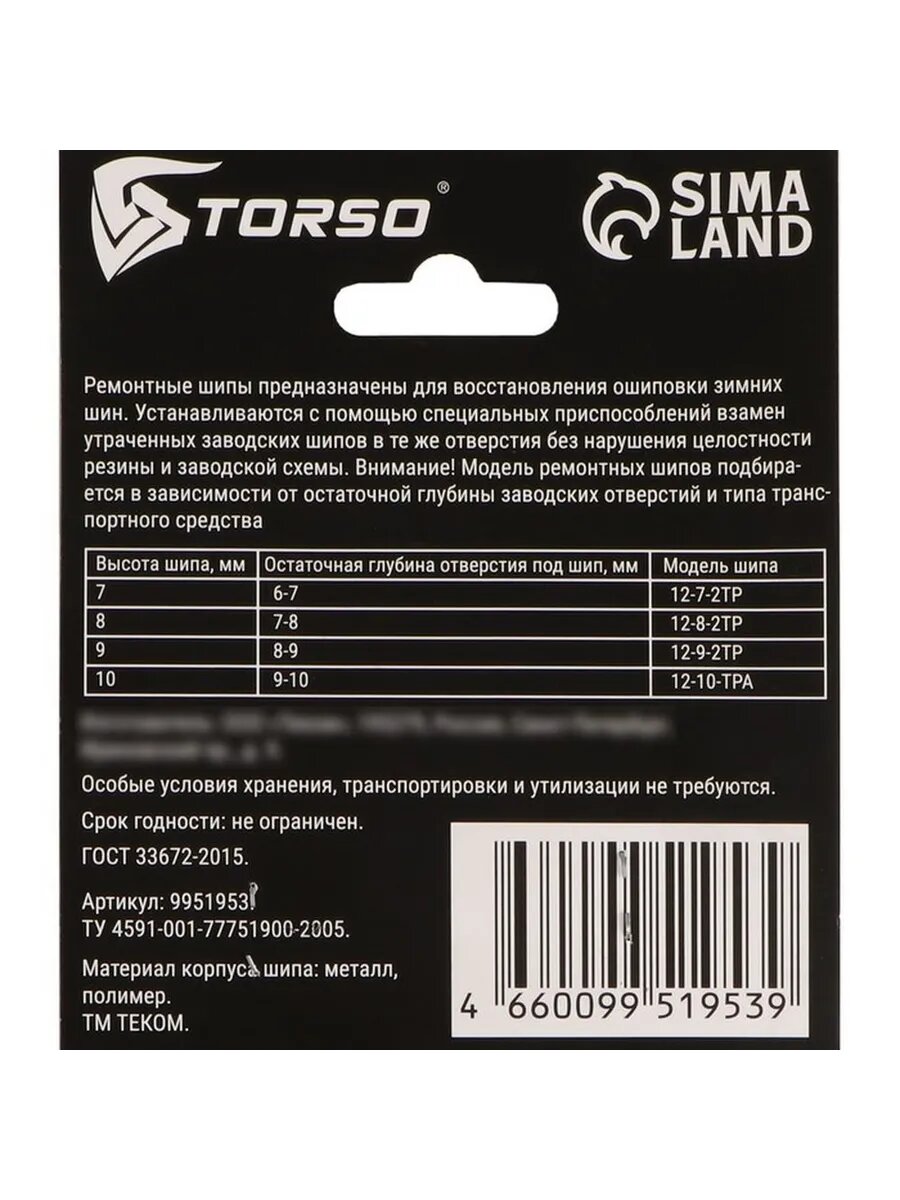 TORSO®
SIMA
LAND
Ремонтные шипы предназначены для восстановления ошиповки зимних
шин. Устанавливаются с помощью специальных приспособлений взамен
утраченных заводских шипов в те же отверстия без нарушения целостности
резины и заводской схемы. Внимание! Модель ремонтных шипов подбира-
ется в зависимости от остаточной глубины заводских отверстий и типа транс-
портного средства
Высота шипа, мм Остаточная глубина отверстия под шип, мм Модель шипа
7 6-7 12-7-2ТР
8 7-8 12-8-2ТР
9 8-9 12-9-2ТР
10 9-10 12-10-ТРА
Особые условия хранения, транспортировки и утилизации не требуются.
Срок годности: не ограничен.
ГОСТ 33672-2015.
Артикул: 9951953.
ТУ 4591-001-77751900-2005.
Материал корпуса шипа: металл,
полимер.
ТМ ТЕКОМ.
4 660099 519539